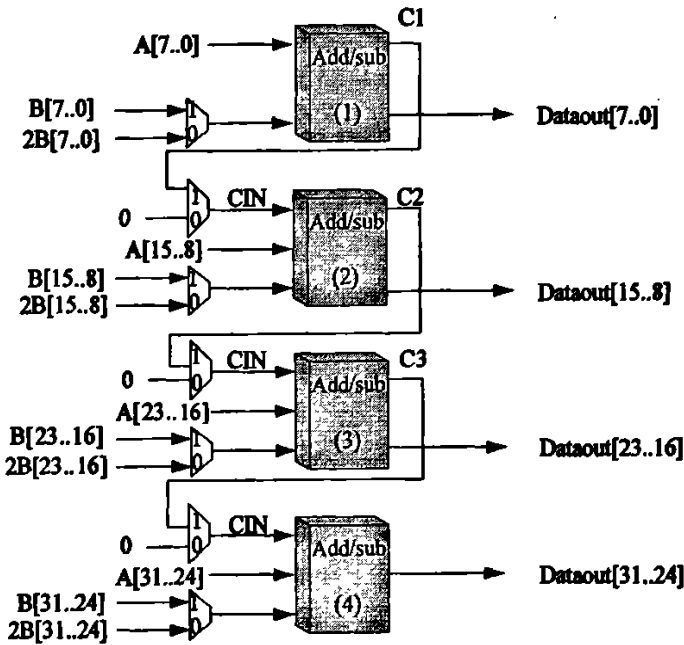 C1
A[7..0]
Add/sub
B[7..0]
1
(1)
Dataout[7..0]
2B[7..0]
0
1
CIN
C2
0
0
Add/sub
A[15..8]
B[15..8]
1
(2)
2B[15..8]
0
Dataout[15..8]
1
CIN
C3
0
0
Add/sub
A[23..16]
B[23..16]
1
(3)
Dataout[23..16]
2B[23..16]
0
1
CIN
0
0
Add/sub
A[31..24]
Dataout[31..24]
B[31..24]
1
(4)
2B[31..24]
0